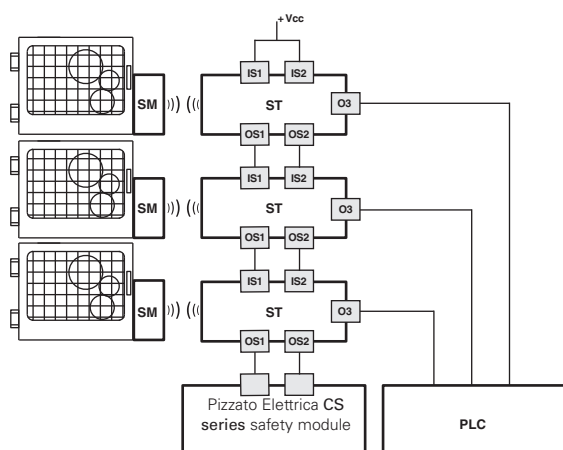 + Vcc
IS1 IS2
SM ST O3
OS1 OS2
IS1 IS2
SM ST O3
OS1 OS2
IS1 IS2
SM ST O3
OS1 OS2
Pizzato Elettrica CS
series safety module
PLC